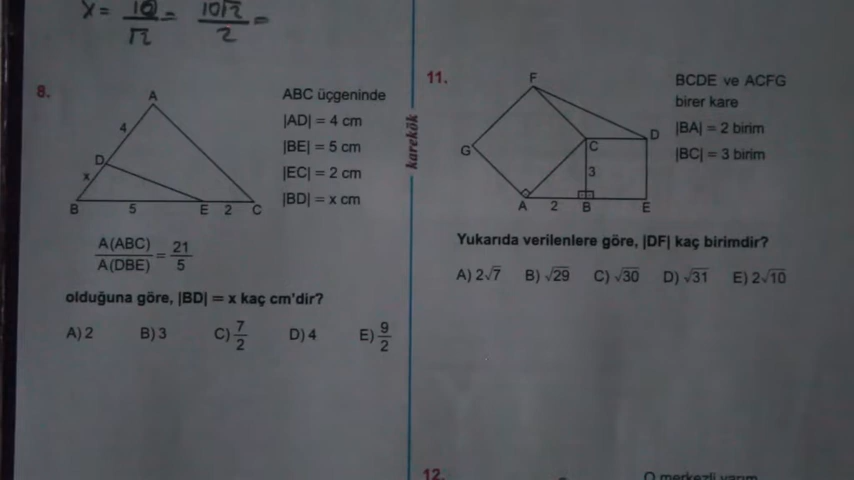 x = 10/√2 = 10√2/2 =
8.
A
4
D
x
B 5 E 2 C
ABC üçgeninde
|AD| = 4 cm
|BE| = 5 cm
|EC| = 2 cm
|BD| = x cm
A(ABC)/A(DBE) = 21/5
olduğuna göre, |BD| = x kaç cm'dir?
A) 2 B) 3 C) 7/2 D) 4 E) 9/2
karekök
11.
F
G
C
D
3
A 2 B E
BCDE ve ACFG
birer kare
|BA| = 2 birim
|BC| = 3 birim
Yukarıda verilenlere göre, |DF| kaç birimdir?
A) 2√7 B) √29 C) √30 D) √31 E) 2√10
12.
O merkezli yarım